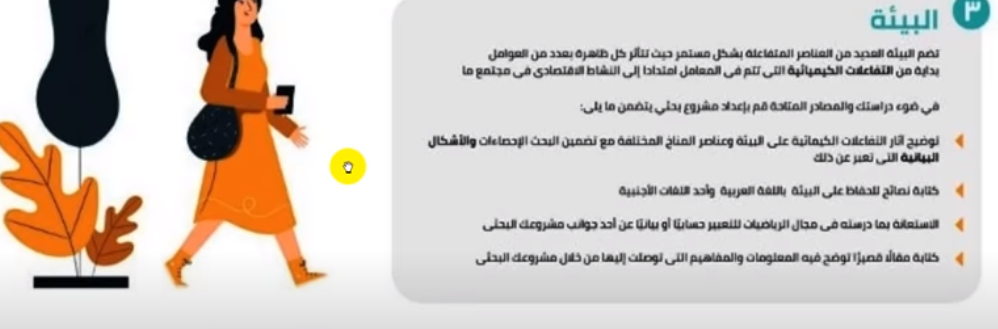 ٣
البيئة
تضم البيئة العديد من العناصر المتفاعلة بشكل مستمر حيث تتأثر كل ظاهرة بعدد من العوامل
بداية من التفاعلات الكيميائية التى تتم فى المعامل امتدادا إلى النشاط الاقتصادى فى مجتمع ما
في ضوء دراستك والمصادر المتاحة قم بإعداد مشروع بحثي يتضمن ما يلى:
توضيح آثار التفاعلات الكيمائية على البيئة وعناصر المناخ المختلفة مع تضمين البحث الإحصاءات والأشكال
البيانية التى تعبر عن ذلك
كتابة نصائح للحفاظ على البيئة باللغة العربية وأحد اللغات الأجنبية
الاستعانة بما درسته فى مجال الرياضيات للتعبير حسابيًا أو بيانيًا عن أحد جوانب مشروعك البحثى
كتابة مقالًا قصيرًا توضح فيه المعلومات والمفاهيم التى توصلت إليها من خلال مشروعك البحثى